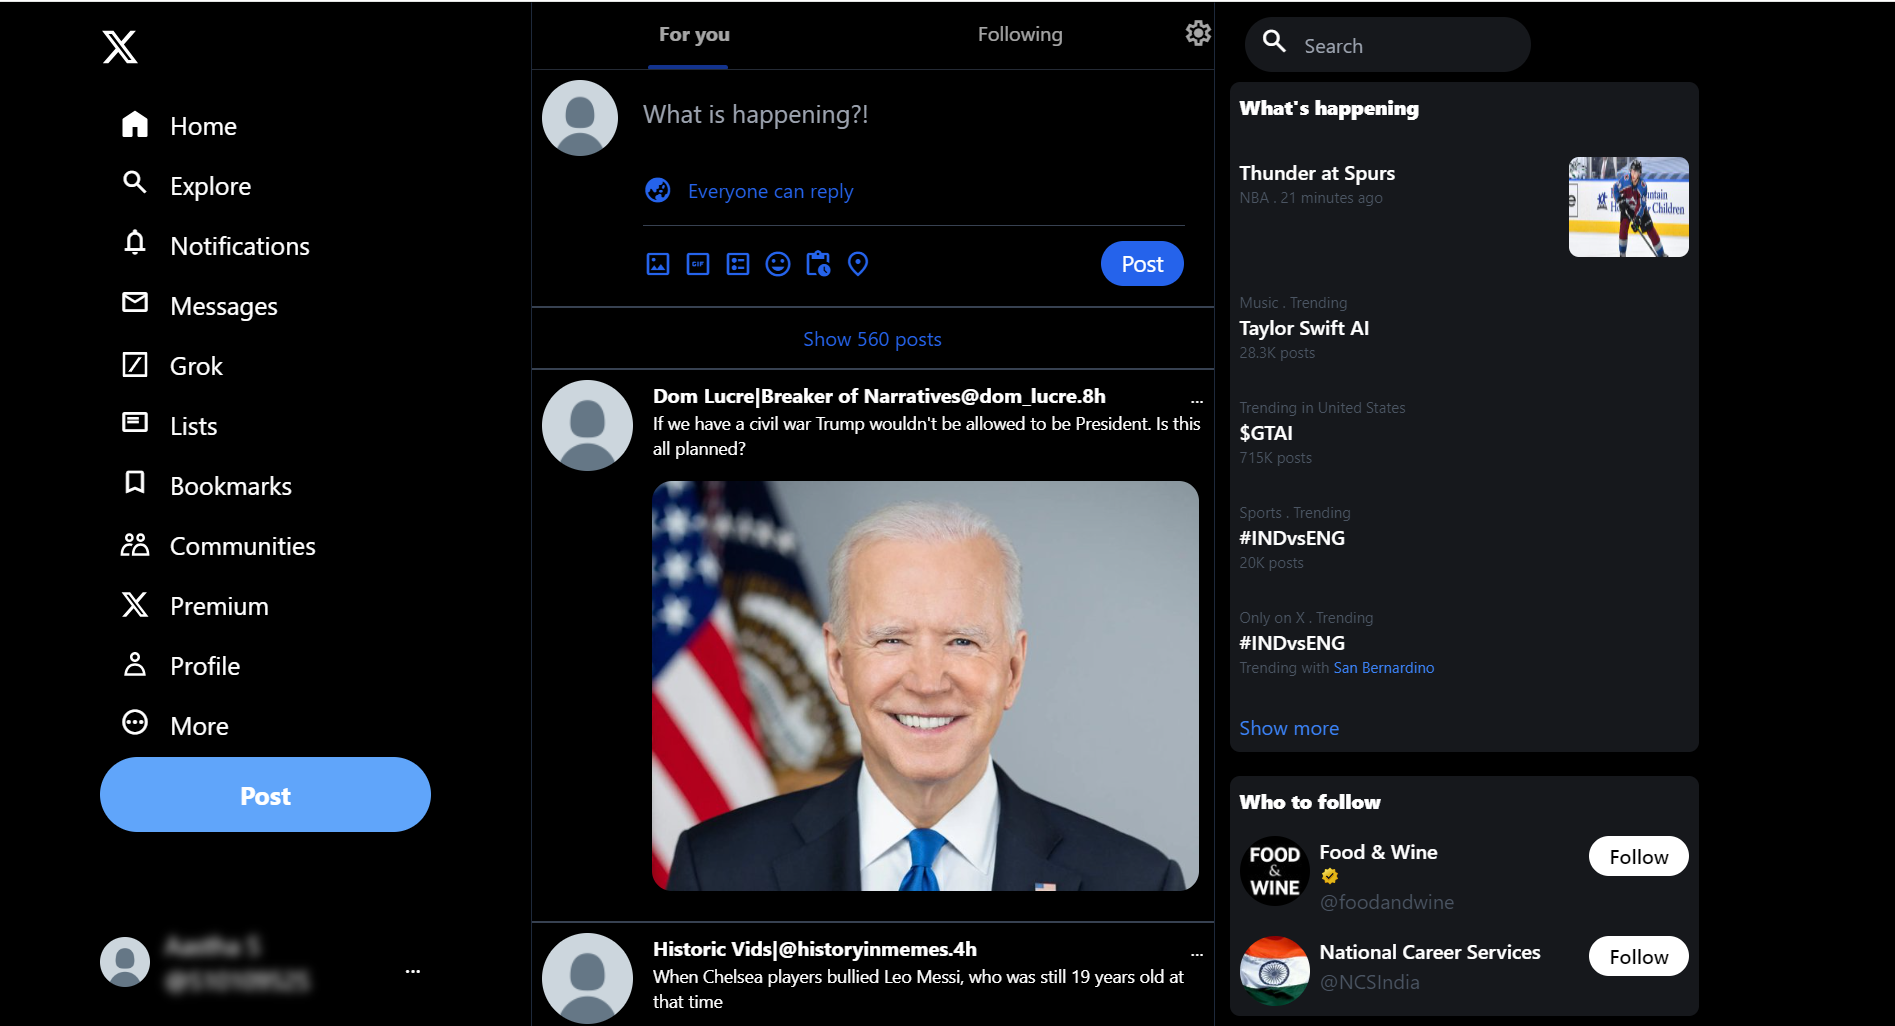 Home
Explore
Notifications
Messages
Grok
Lists
Bookmarks
Communities
Premium
Profile
More
Post
...
For you
Following
What is happening?!
Everyone can reply
GIF
Post
Show 560 posts
Dom Lucre|Breaker of Narratives@dom_lucre.8h
...
If we have a civil war Trump wouldn't be allowed to be President. Is this
all planned?
Historic Vids|@historyinmemes.4h
...
When Chelsea players bullied Leo Messi, who was still 19 years old at
that time
Search
What's happening
Thunder at Spurs
NBA . 21 minutes ago
Children
Music . Trending
Taylor Swift AI
28.3K posts
Trending in United States
$GTAI
715K posts
Sports . Trending
#INDvsENG
20K posts
Only on X . Trending
#INDvsENG
Trending with San Bernardino
Show more
Who to follow
FOOD
&
WINE
Food & Wine
@foodandwine
Follow
National Career Services
@NCSIndia
Follow